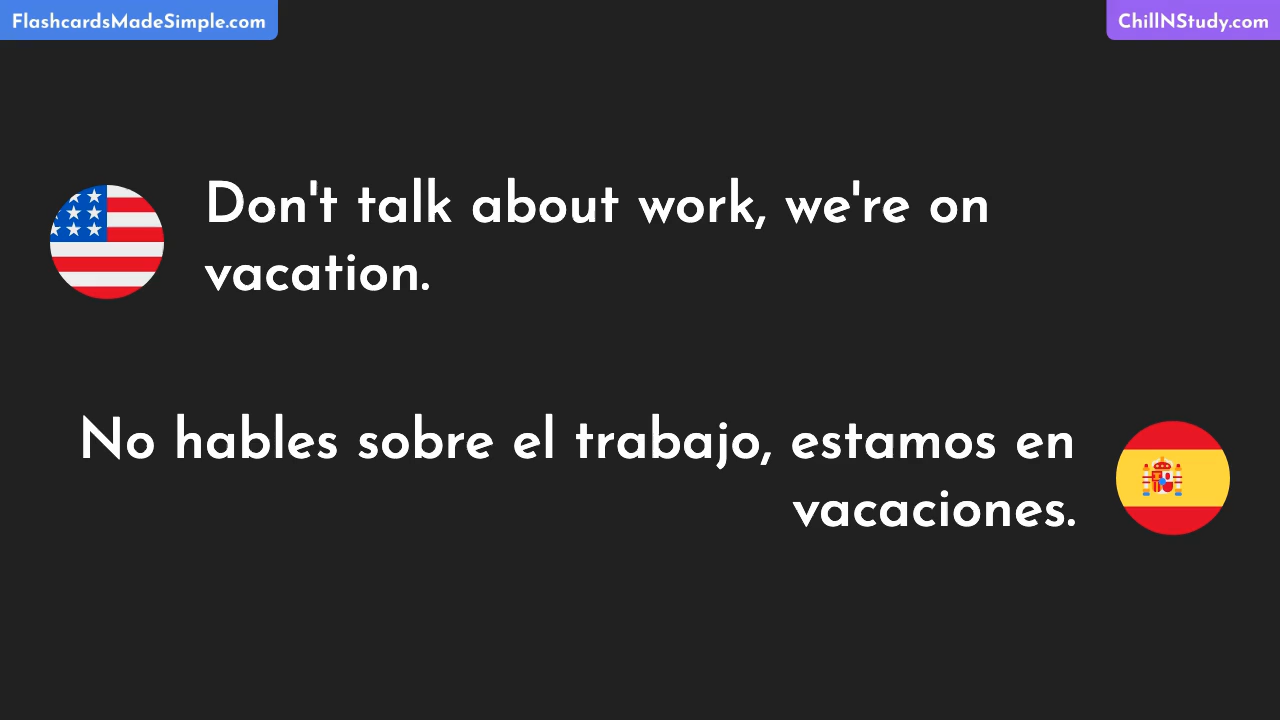 FlashcardsMadeSimple.com
ChillNStudy.com
Don't talk about work, we're on
vacation.
No hables sobre el trabajo, estamos en
vacaciones.